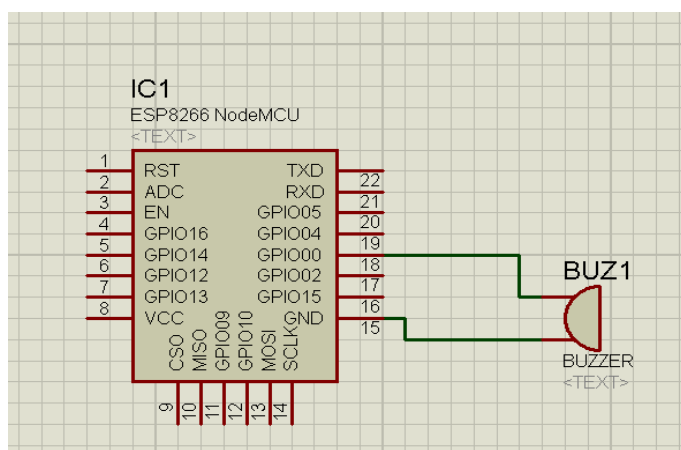 IC1
ESP8266 NodeMCU
<TEXT>
1 RST TXD 22
2 ADC RXD 21
3 EN GPIO05 20
4 GPIO16 GPIO04 19
5 GPIO14 GPIO00 18
6 GPIO12 GPIO02 17
7 GPIO13 GPIO15 16
8 VCC GND 15
CSO
MISO
GPIO09
GPIO10
MOSI
SCLK
9
10
11
12
13
14
BUZ1
BUZZER
<TEXT>